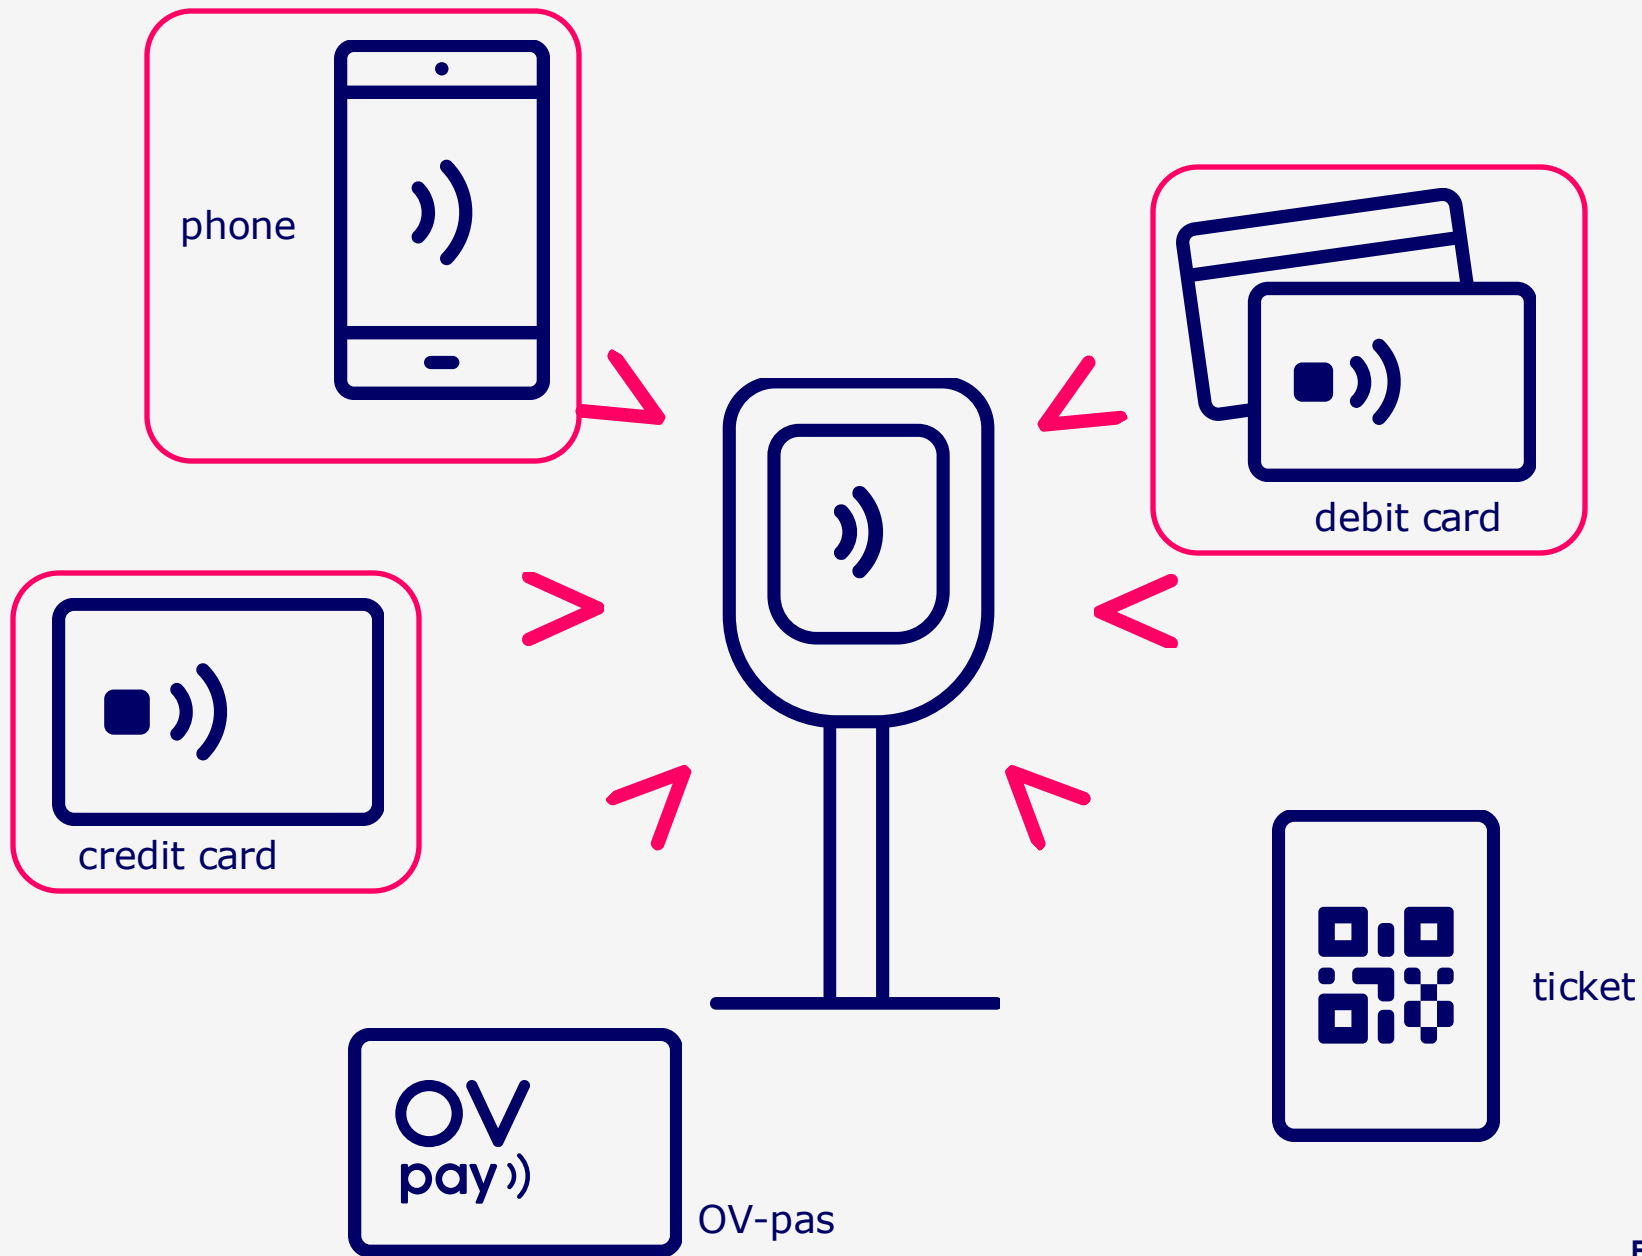 phone
debit card
credit card
ticket
OV
pay
OV-pas